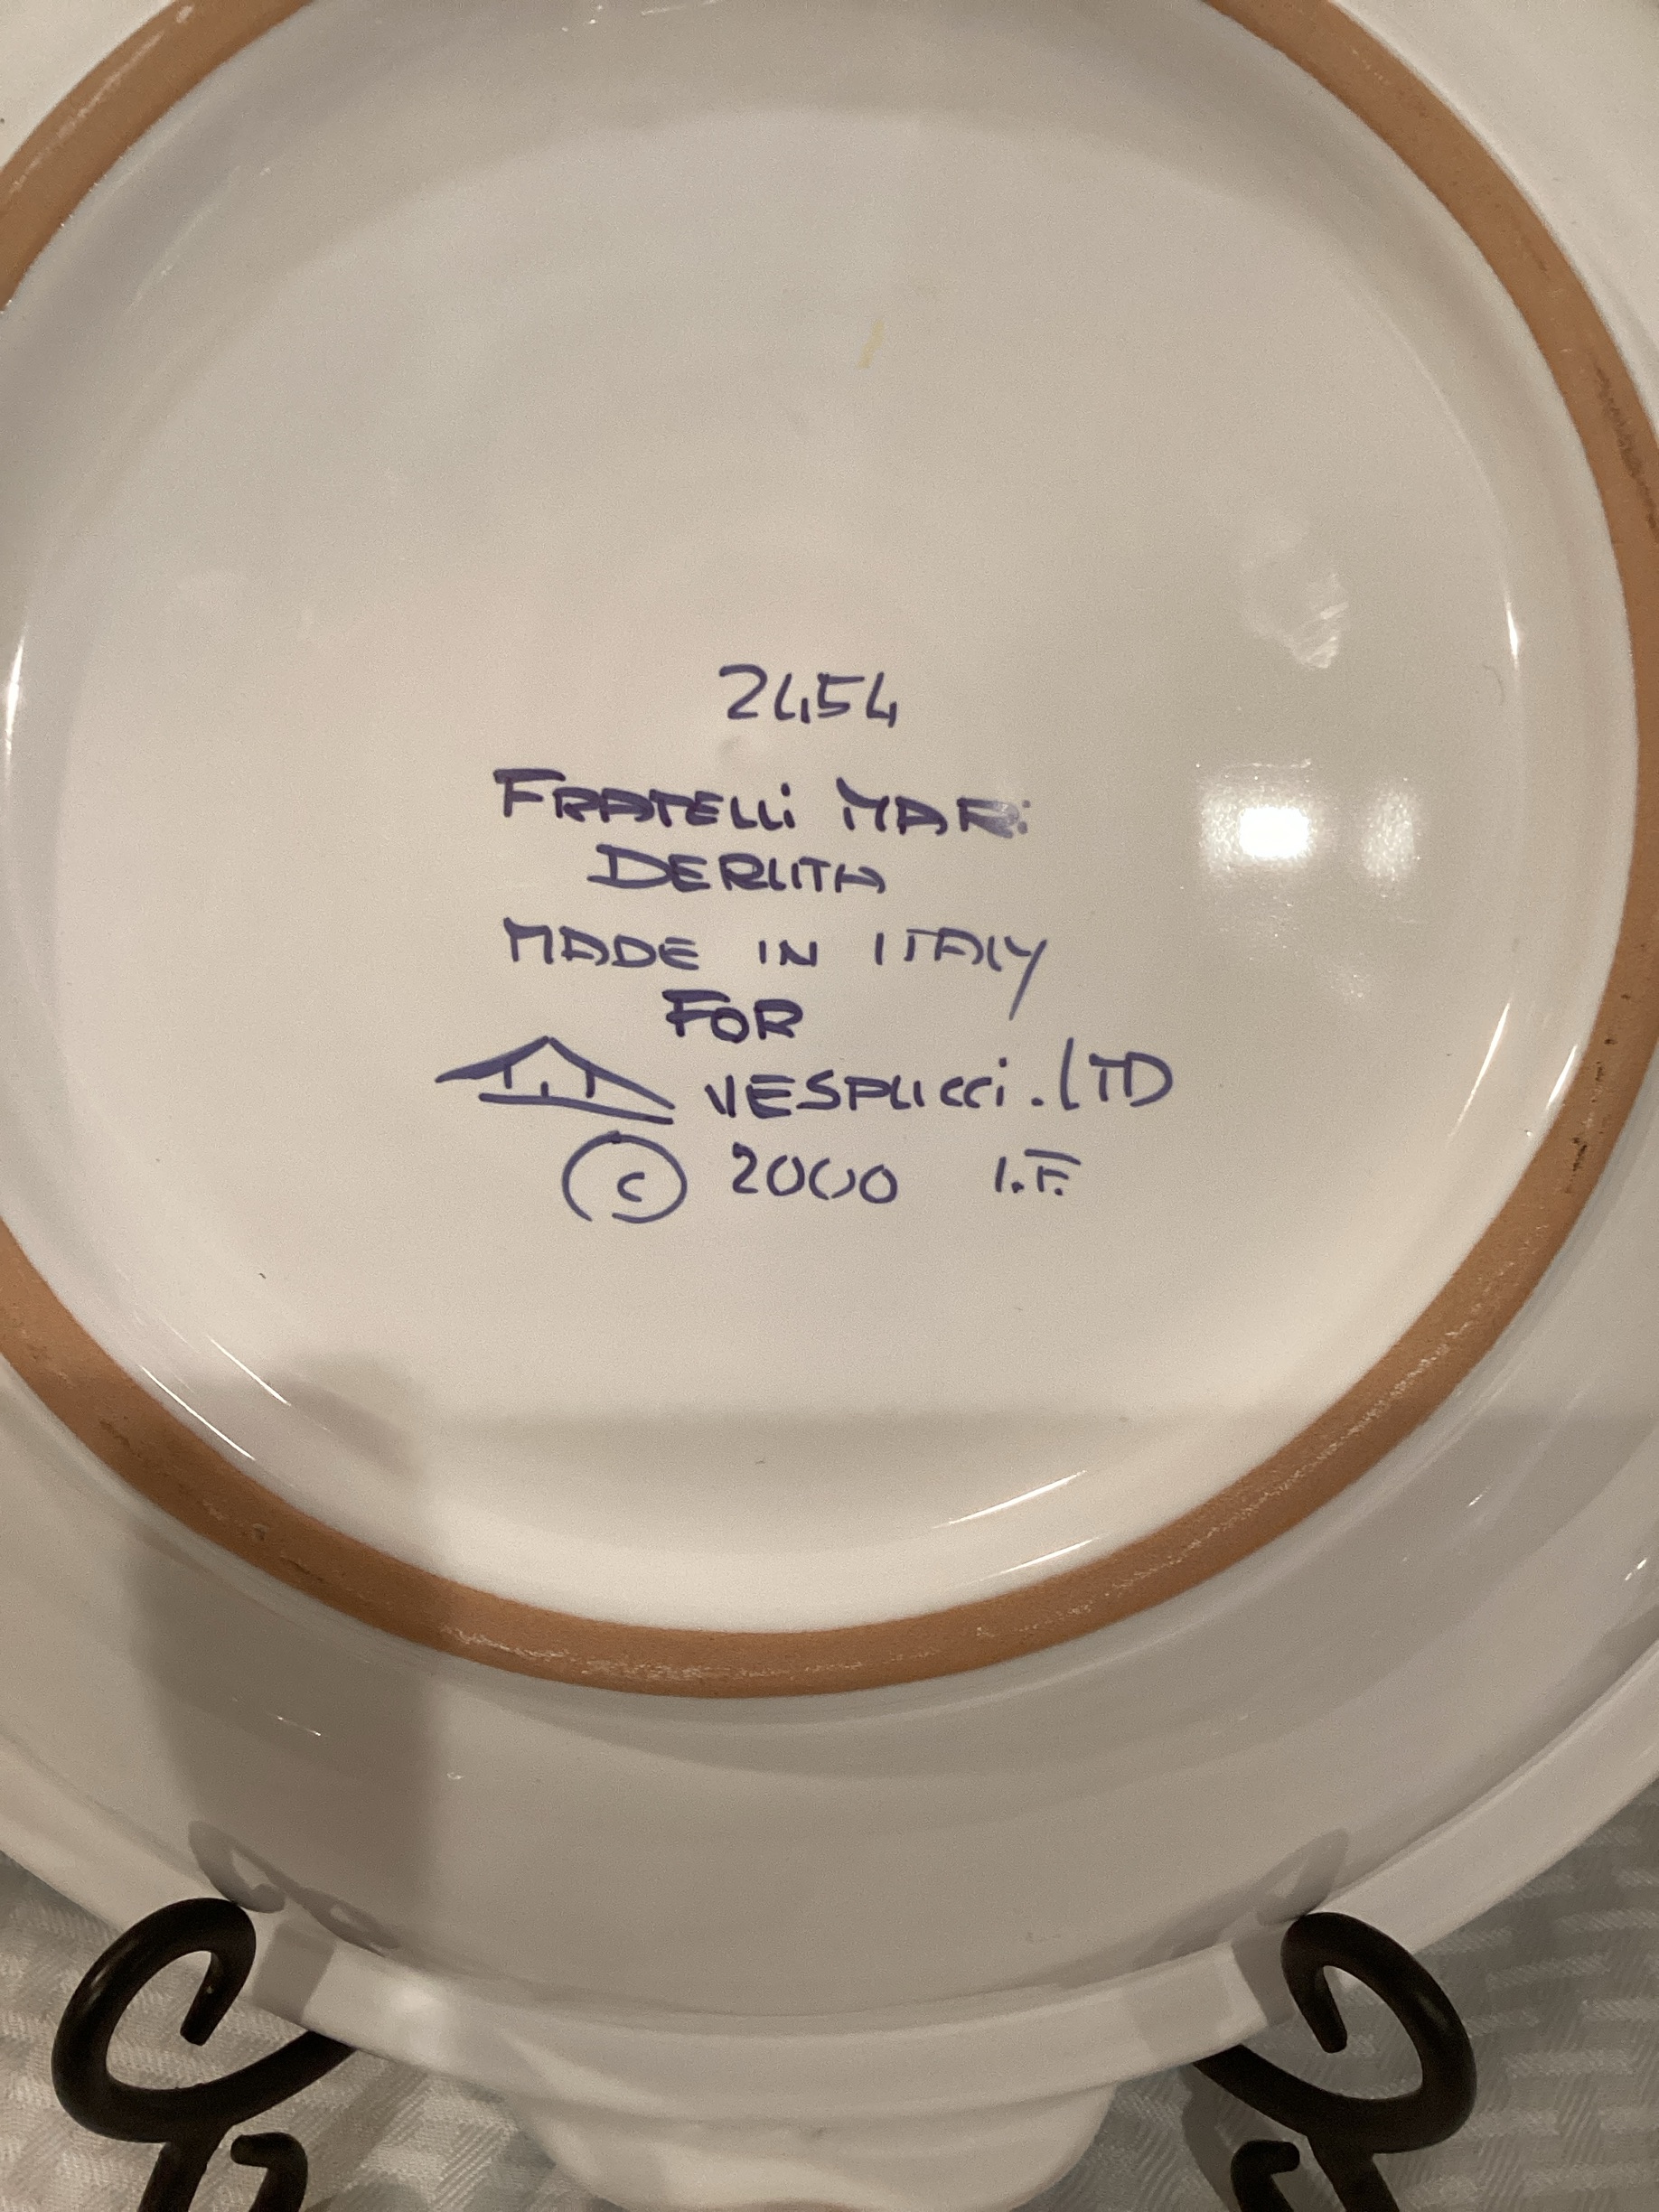 2454
FRATELLi MARi
DERUTA
MADE IN ITALY
FOR
VESPUCCi. LTD
© 2000 I.F.